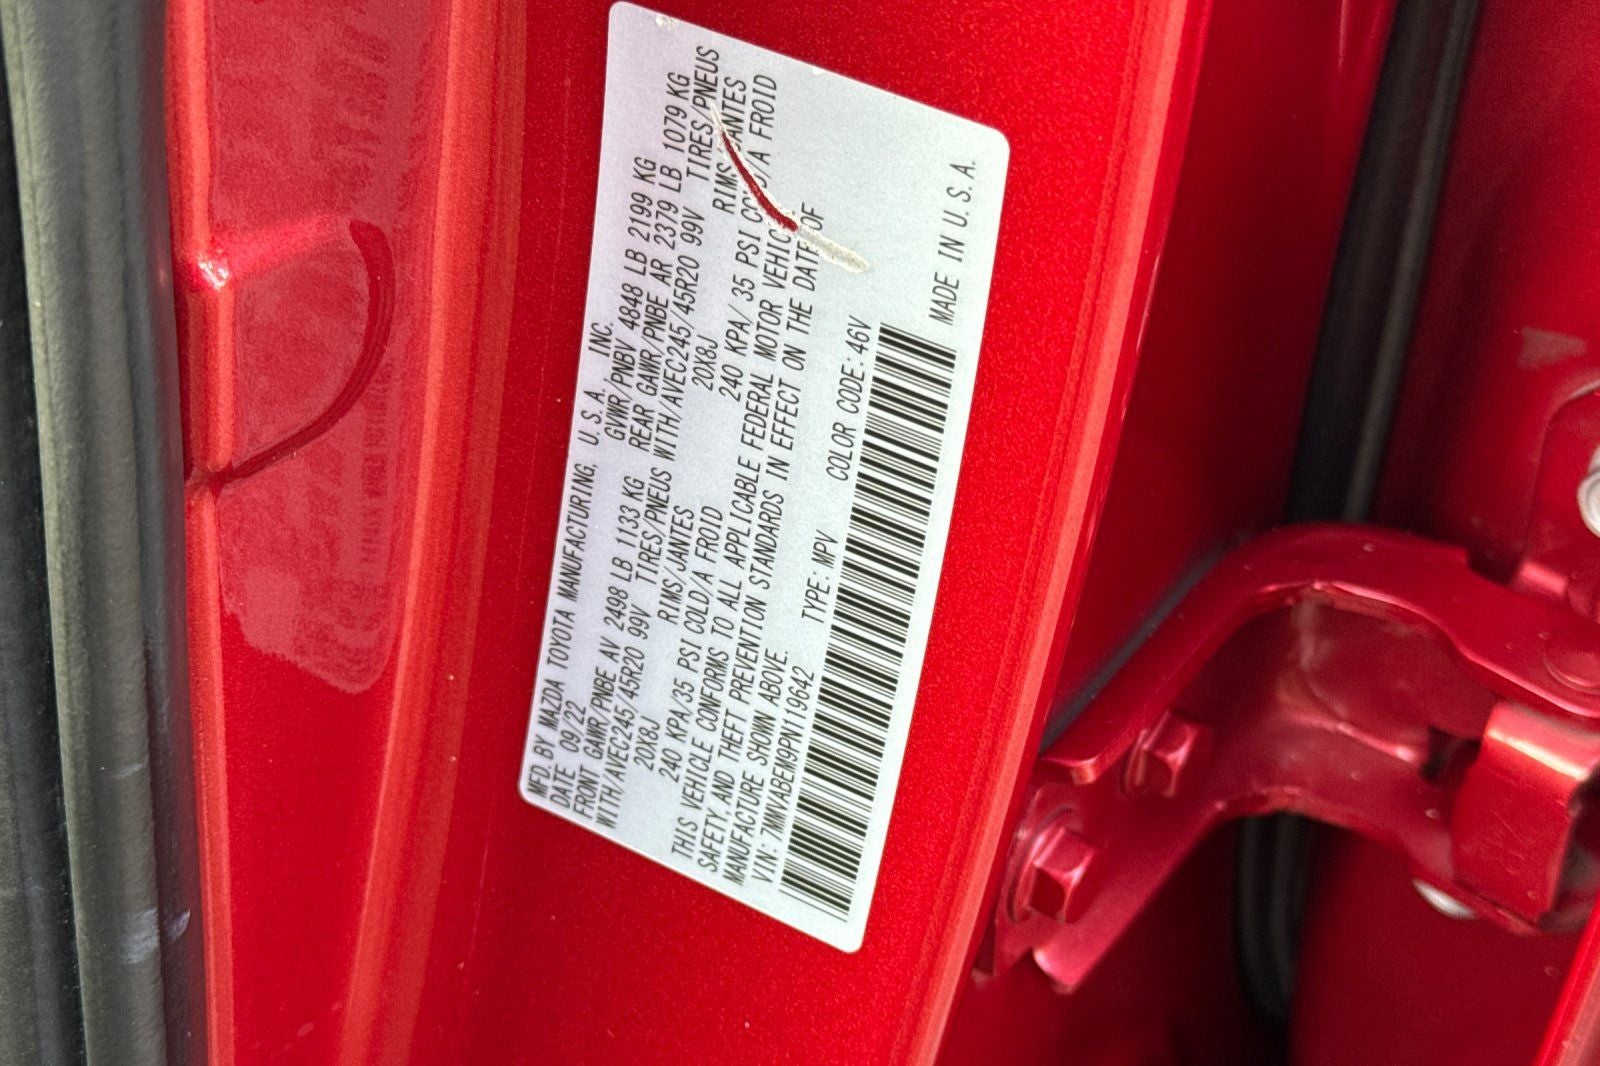 MFD. BY MAZDA TOYOTA MANUFACTURING, U.S.A. INC.
DATE 09/22 GVWR/PNBV 4848 LB 2199 KG
FRONT GAWR/PNBE AV 2498 LB 1133 KG REAR GAWR/PNBE AR 2379 LB 1079 KG
WITH/AVEC245/45R20 99V TIRES/PNEUS WITH/AVEC245/45R20 99V TIRES/PNEUS
20X8J RIMS/JANTES 20X8J RIMS/JANTES
240 KPA/35 PSI COLD/A FROID 240 KPA/ 35 PSI COLD/A FROID
THIS VEHICLE CONFORMS TO ALL APPLICABLE FEDERAL MOTOR VEHICLE
SAFETY, AND THEFT PREVENTION STANDARDS IN EFFECT ON THE DATE OF
MANUFACTURE SHOWN ABOVE.
VIN: 7MMVABEM9PN119642 TYPE: MPV COLOR CODE: 46V
MADE IN U.S.A.